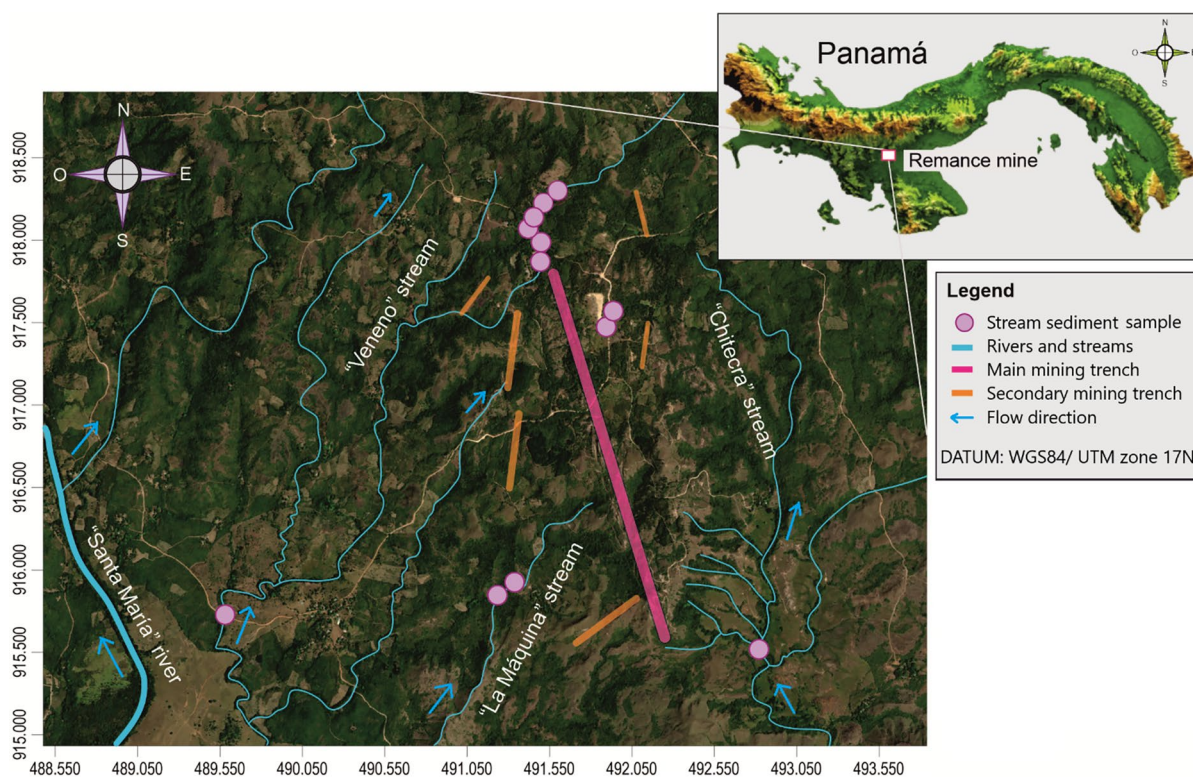 Panamá
N
O
E
S
Remance mine
N
O
E
S
918.500
918.000
917.500
917.000
916.500
916.000
915.500
915.000
"Veneno" stream
"Chitecra" stream
"Santa María" river
"La Máquina" stream
488.550
489.050
489.550
490.050
490.550
491.050
491.550
492.050
492.550
493.050
493.550
Legend
Stream sediment sample
Rivers and streams
Main mining trench
Secondary mining trench
Flow direction
DATUM: WGS84/ UTM zone 17N